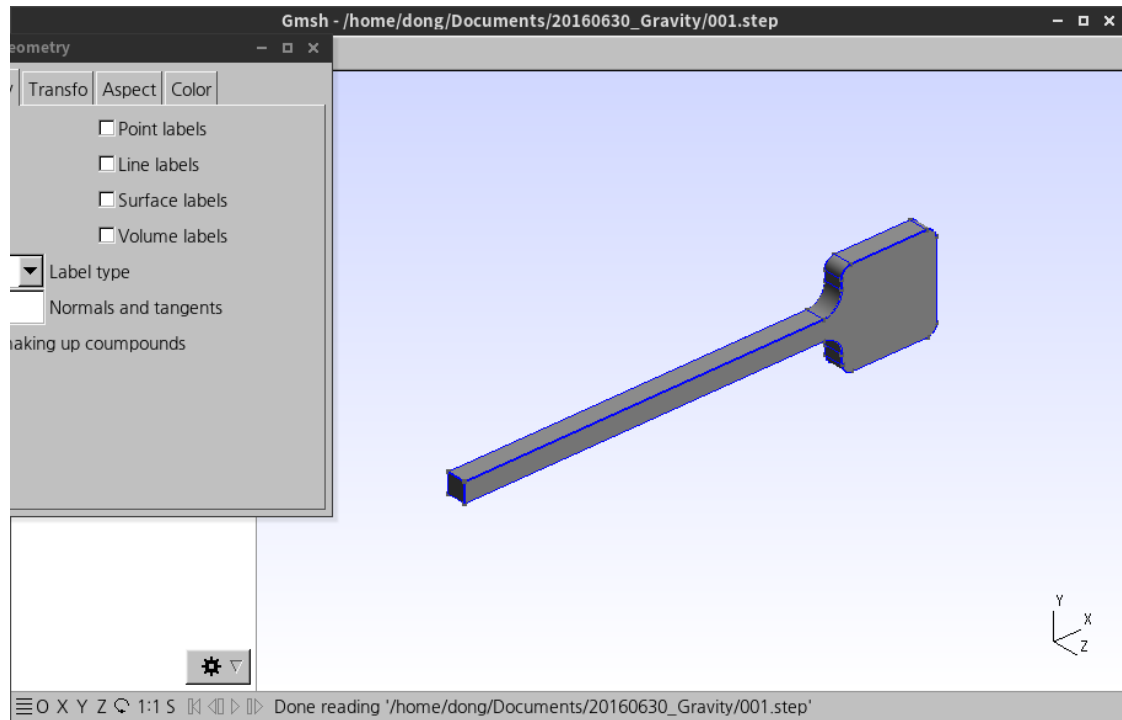 Gmsh - /home/dong/Documents/20160630_Gravity/001.step
eometry
y Transfo Aspect Color
Point labels
Line labels
Surface labels
Volume labels
Label type
Normals and tangents
naking up coumpounds
Y
X
Z
O X Y Z 1:1 S Done reading '/home/dong/Documents/20160630_Gravity/001.step'